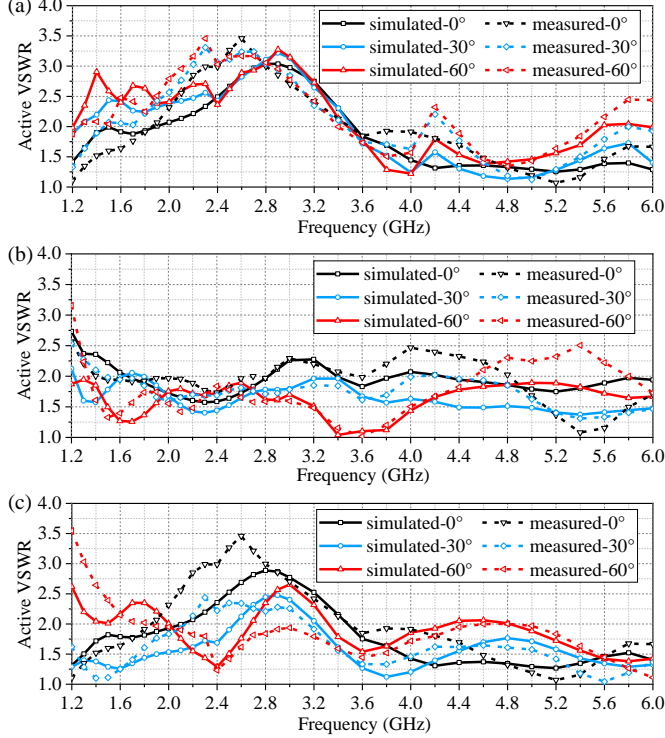 (a)
4.0
3.5
3.0
2.5
2.0
1.5
1.0
Active VSWR
simulated-0° measured-0°
simulated-30° measured-30°
simulated-60° measured-60°
1.2 1.6 2.0 2.4 2.8 3.2 3.6 4.0 4.4 4.8 5.2 5.6 6.0
Frequency (GHz)
(b)
4.0
3.5
3.0
2.5
2.0
1.5
1.0
Active VSWR
simulated-0° measured-0°
simulated-30° measured-30°
simulated-60° measured-60°
1.2 1.6 2.0 2.4 2.8 3.2 3.6 4.0 4.4 4.8 5.2 5.6 6.0
Frequency (GHz)
(c)
4.0
3.5
3.0
2.5
2.0
1.5
1.0
Active VSWR
simulated-0° measured-0°
simulated-30° measured-30°
simulated-60° measured-60°
1.2 1.6 2.0 2.4 2.8 3.2 3.6 4.0 4.4 4.8 5.2 5.6 6.0
Frequency (GHz)